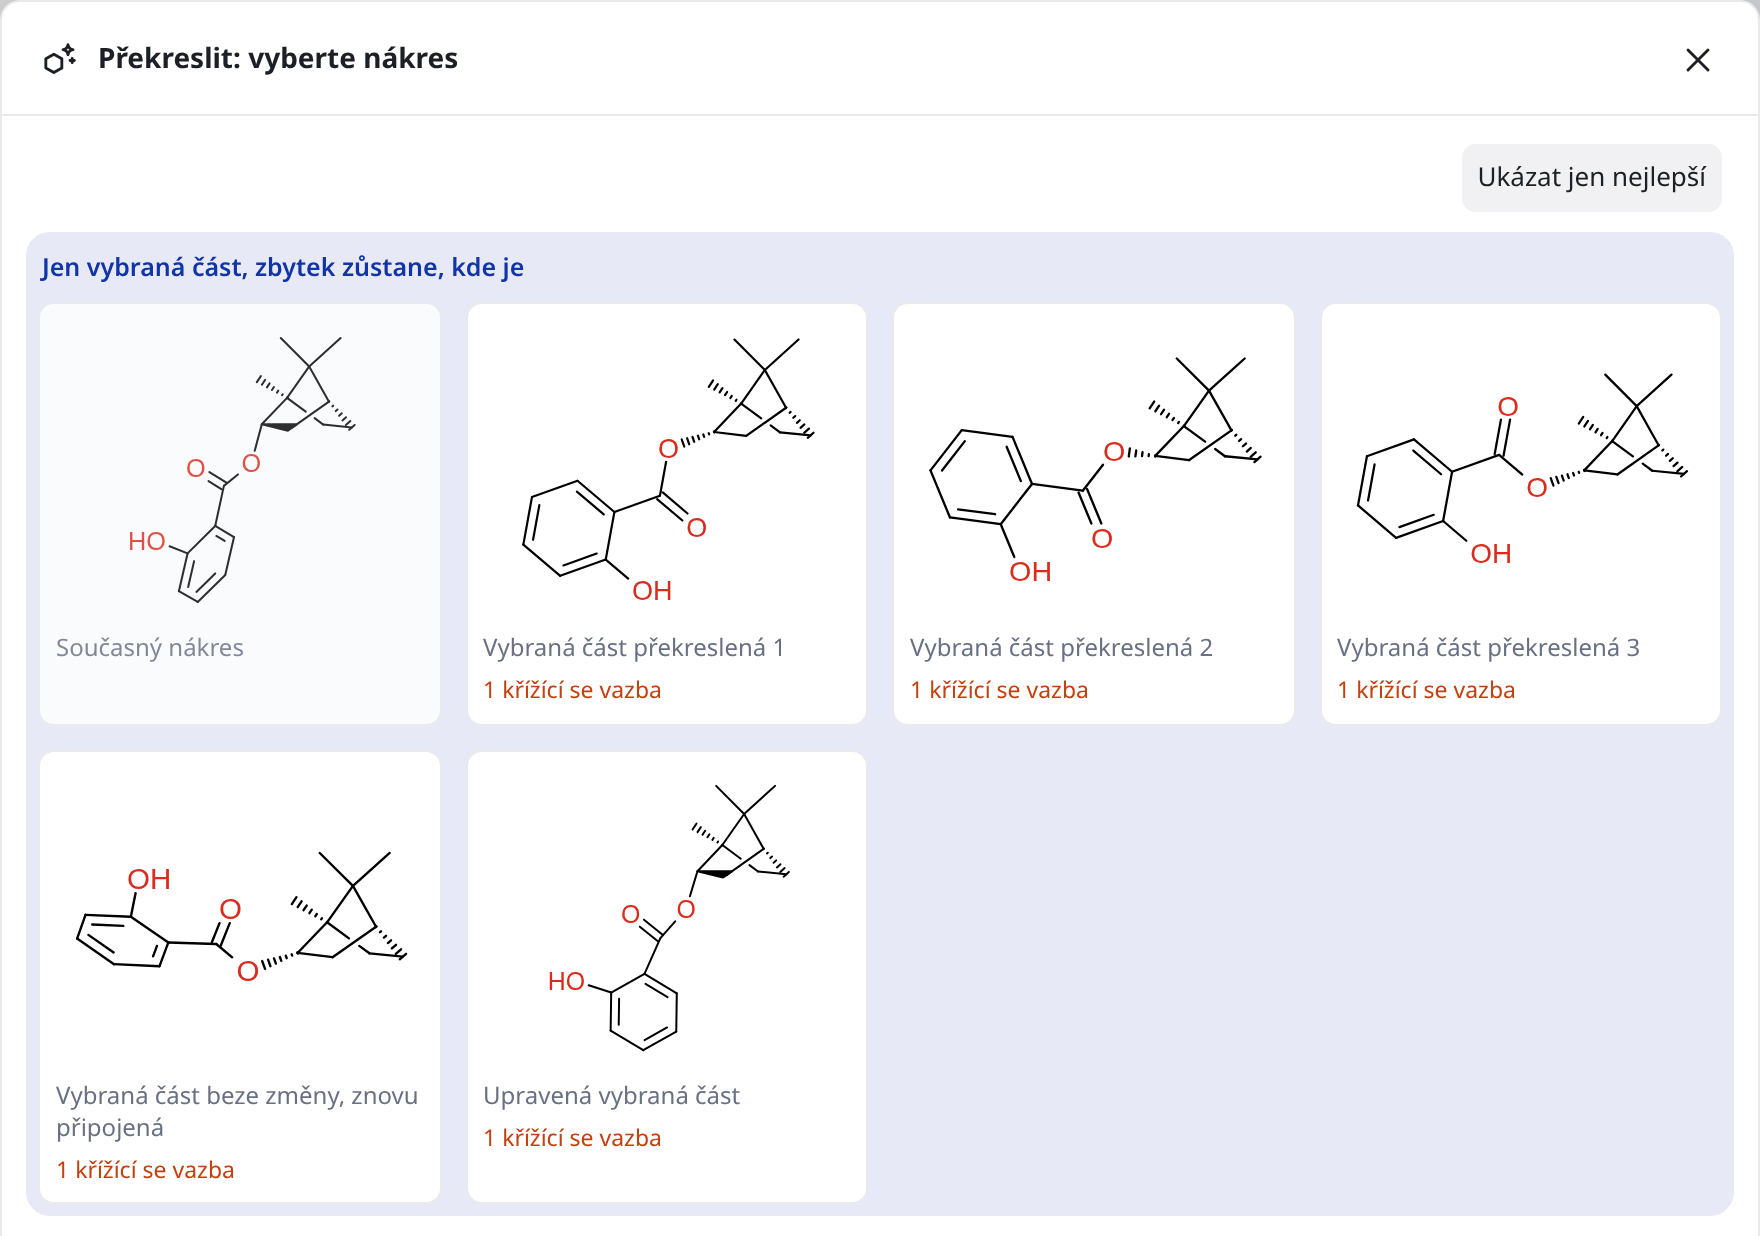 Překreslit: vyberte nákres
Ukázat jen nejlepší
Jen vybraná část, zbytek zůstane, kde je
O
O
HO
Současný nákres
O
O
OH
Vybraná část překreslená 1
1 křížící se vazba
O
O
OH
Vybraná část překreslená 2
1 křížící se vazba
O
O
OH
Vybraná část překreslená 3
1 křížící se vazba
OH
O
O
Vybraná část beze změny, znovu
připojená
1 křížící se vazba
O
O
HO
Upravená vybraná část
1 křížící se vazba